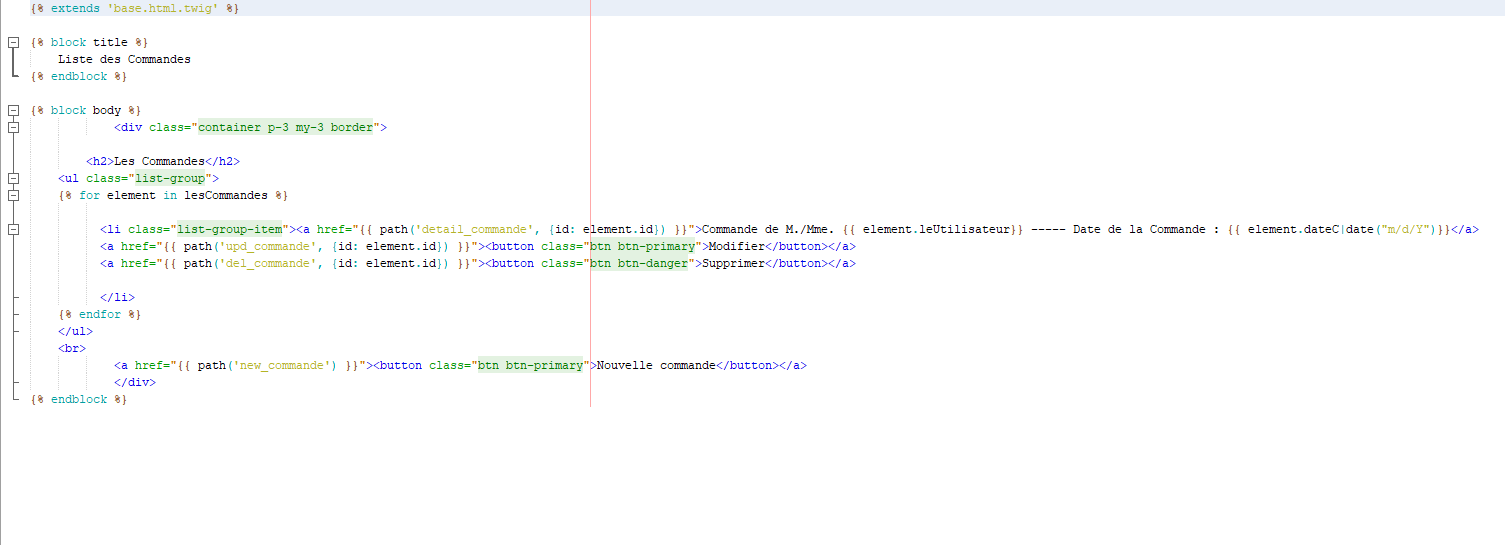 {% extends 'base.html.twig' %}
{% block title %}
Liste des Commandes
{% endblock %}
{% block body %}
<div class="container p-3 my-3 border">
<h2>Les Commandes</h2>
<ul class="list-group">
{% for element in lesCommandes %}
<li class="list-group-item"><a href="{{ path('detail_commande', {id: element.id}) }}">Commande de M./Mme. {{ element.leUtilisateur}} ----- Date de la Commande : {{ element.dateC|date("m/d/Y")}}</a>
<a href="{{ path('upd_commande', {id: element.id}) }}"><button class="btn btn-primary">Modifier</button></a>
<a href="{{ path('del_commande', {id: element.id}) }}"><button class="btn btn-danger">Supprimer</button></a>
</li>
{% endfor %}
</ul>
<br>
<a href="{{ path('new_commande') }}"><button class="btn btn-primary">Nouvelle commande</button></a>
</div>
{% endblock %}